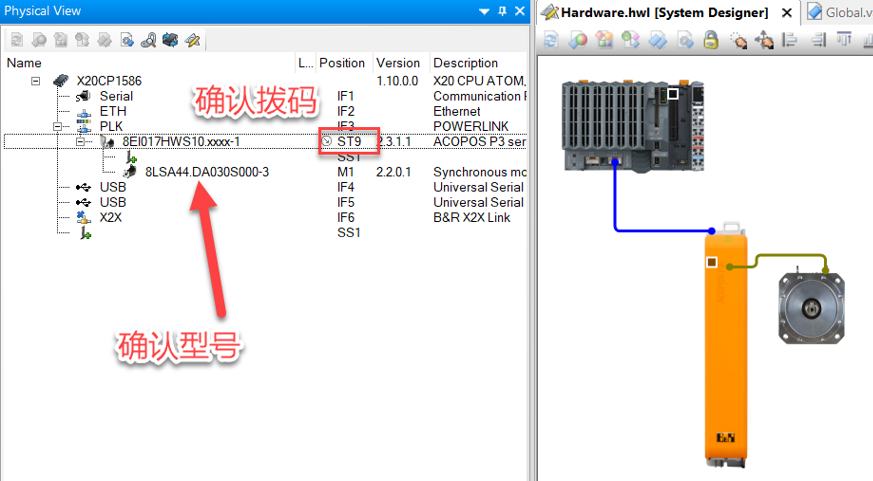 Physical View
Hardware.hwl [System Designer]
Global.v
Name L... Position Version Description
X20CP1586 1.10.0.0 X20 CPU ATOM,
Serial IF1 Communication F
ETH IF2 Ethernet
PLK IF3 POWERLINK
8EI017HWS10.xxxx-1 ST9 2.3.1.1 ACOPOS P3 ser
SS1
8LSA44.DA030S000-3 M1 2.2.0.1 Synchronous mo
USB IF4 Universal Serial
USB IF5 Universal Serial
X2X IF6 B&R X2X Link
SS1
确认拨码
确认型号
ACOPOS
B&R